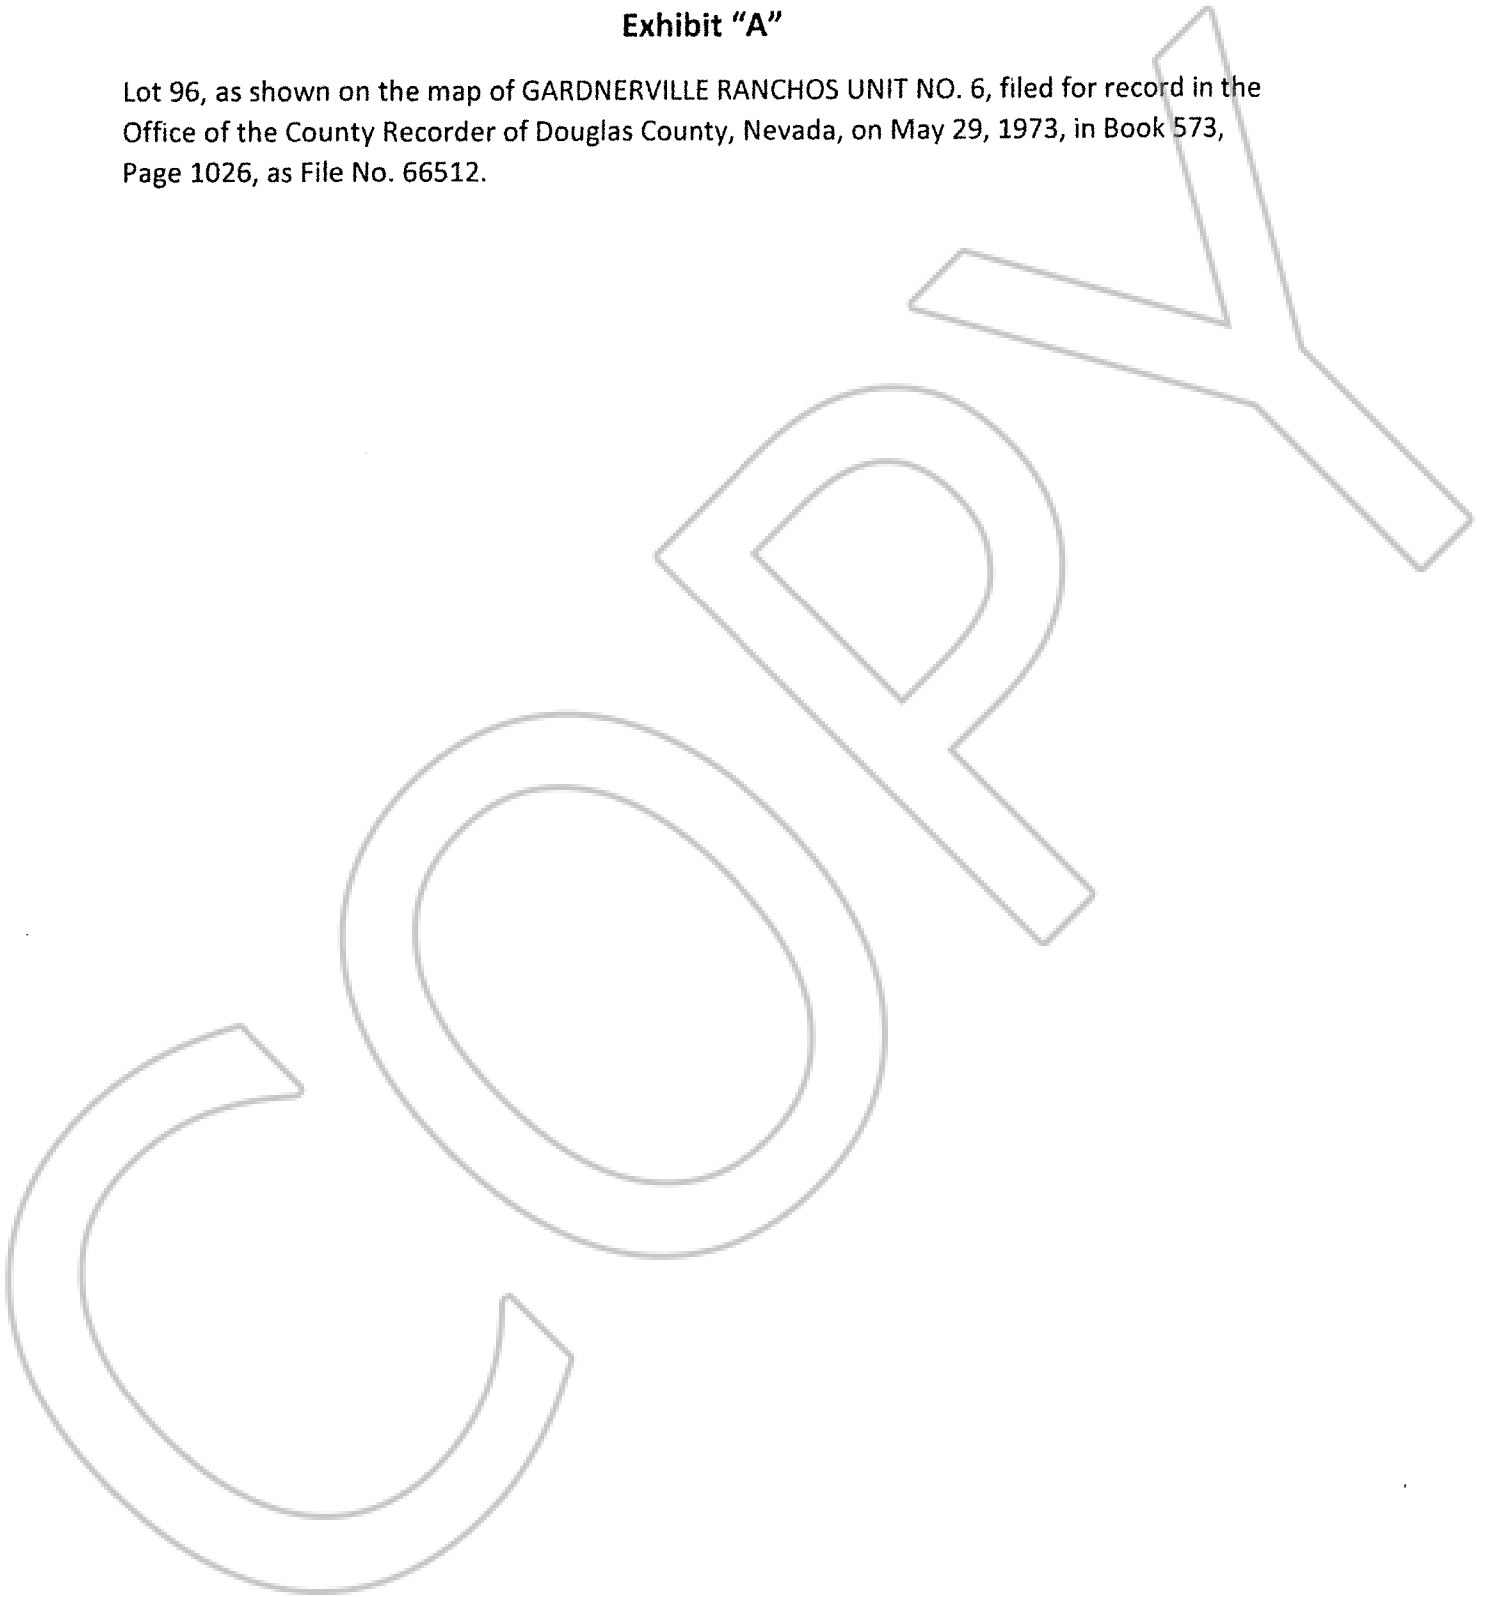 Exhibit “A”
Lot 96, as shown on the map of GARDNERVILLE RANCHOS UNIT NO. 6, filed for record in the
Office of the County Recorder of Douglas County, Nevada, on May 29, 1973, in Book 573,
Page 1026, as File No. 66512.
COPY